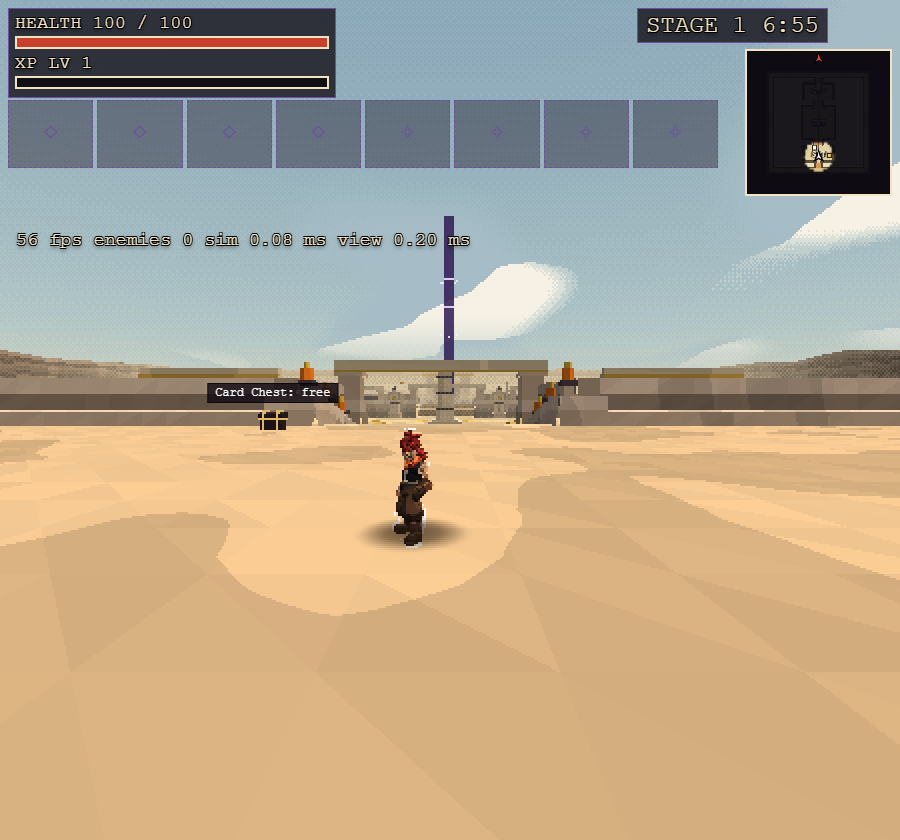 HEALTH 100 / 100
XP LV 1
STAGE 1 6:55
56 fps enemies 0 sim 0.08 ms view 0.20 ms
Card Chest: free